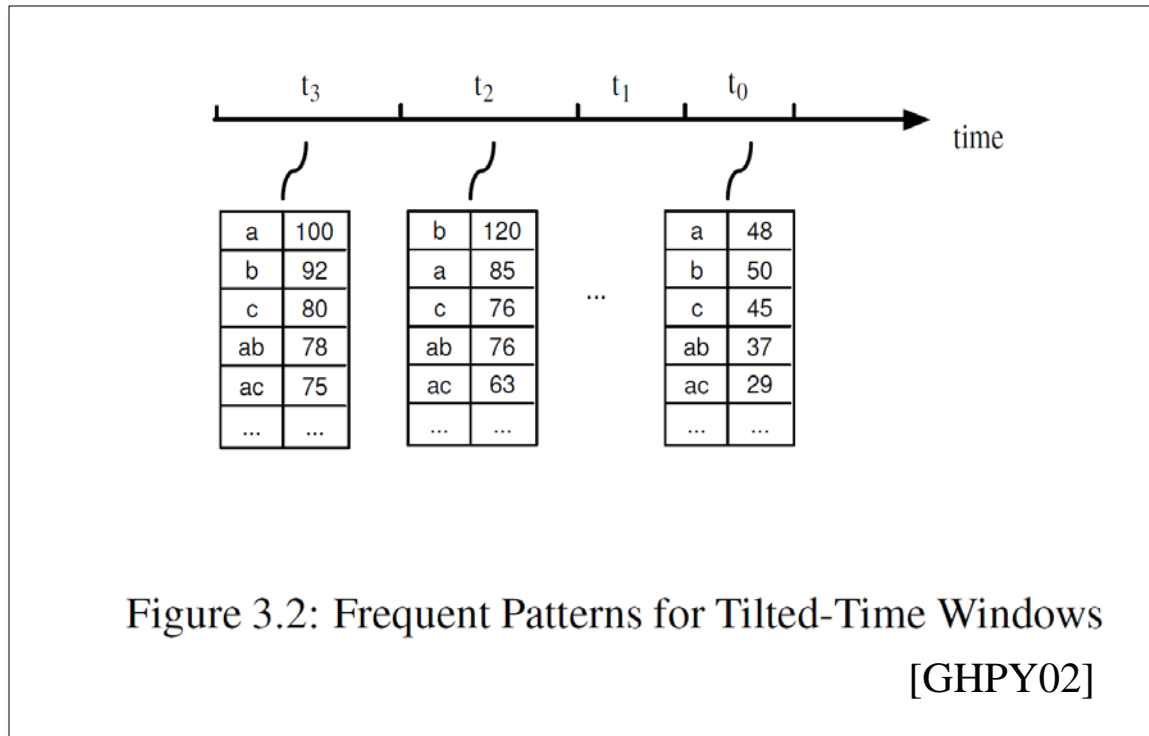 t3 t2 t1 t0
time
a 100 b 120 a 48
b 92 a 85 b 50
c 80 c 76 ... c 45
ab 78 ab 76 ab 37
ac 75 ac 63 ac 29
... ... ... ... ... ...
Figure 3.2: Frequent Patterns for Tilted-Time Windows
[GHPY02]